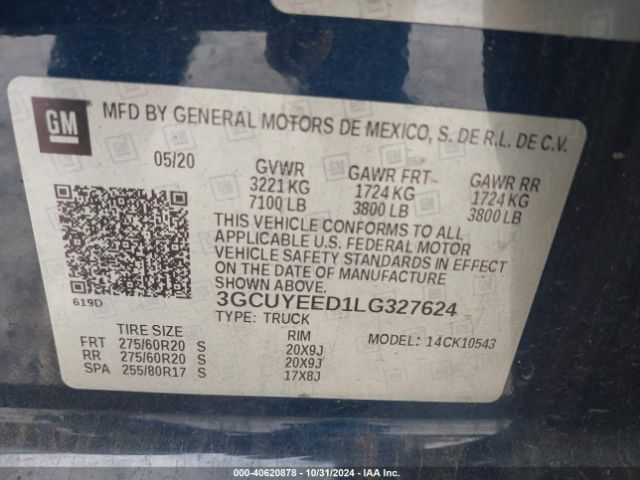 GM
MFD BY GENERAL MOTORS DE MEXICO, S. DE R.L. DE C.V.
05/20
GVWR
3221 KG
7100 LB
GAWR FRT
1724 KG
3800 LB
GAWR RR
1724 KG
3800 LB
THIS VEHICLE CONFORMS TO ALL
APPLICABLE U.S. FEDERAL MOTOR
VEHICLE SAFETY STANDARDS IN EFFECT
ON THE DATE OF MANUFACTURE
SHOWN ABOVE.
619D
3GCUYEED1LG327624
TYPE: TRUCK
MODEL: 14CK10543
TIRE SIZE
RIM
FRT 275/60R20 S 20X9J
RR 275/60R20 S 20X9J
SPA 255/80R17 S 17X8J
000-40620878 - 10/31/2024 - IAA Inc.